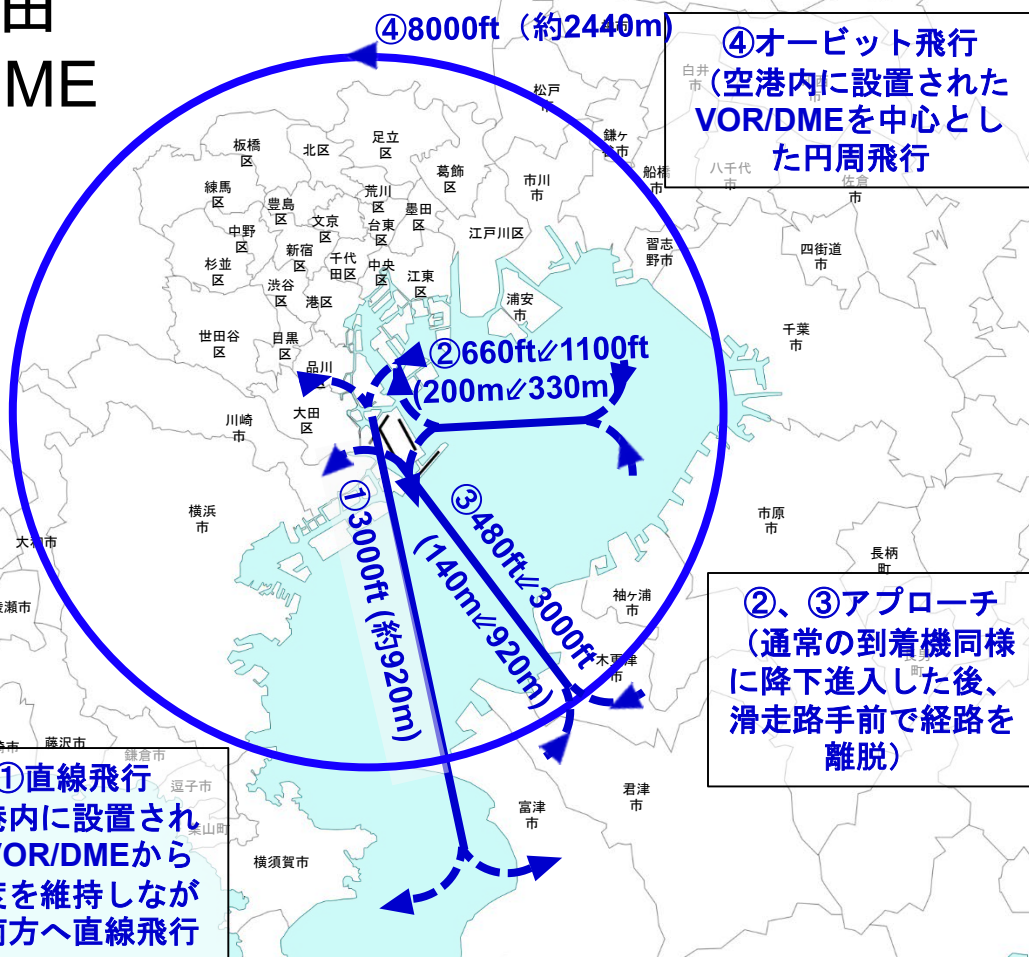 田
ME
④8000ft（約2440m)
④オービット飛行
（空港内に設置された
VOR/DMEを中心とし
た円周飛行
白井
市
松戸
市
鎌ヶ
谷市
船橋
市
八千代
市
佐倉
市
板橋
区
北区
足立
区
葛飾
区
市川
市
練馬
区
豊島
区
荒川
区
文京
区
台東
区
墨田
区
江戸川区
中野
区
新宿
区
千代
田区
中央
区
江東
区
杉並
区
渋谷
区
港区
浦安
市
習志
野市
四街道
市
千葉
市
世田谷
区
目黒
区
品川
区
②660ft⇙1100ft
(200m⇙330m)
川崎
市
大田
区
横浜
市
大和市
綾瀬市
①3000ft (約920m)
③480ft⇙3000ft
(140m⇙920m)
市原
市
長柄
町
袖ヶ浦
市
木更津
市
②、③アプローチ
（通常の到着機同様
に降下進入した後、
滑走路手前で経路を
離脱）
藤沢市
鎌倉市
逗子市
葉山町
横須賀市
君津
市
富津
市
①直線飛行
港内に設置され
VOR/DMEから
度を維持しなが
南方へ直線飛行